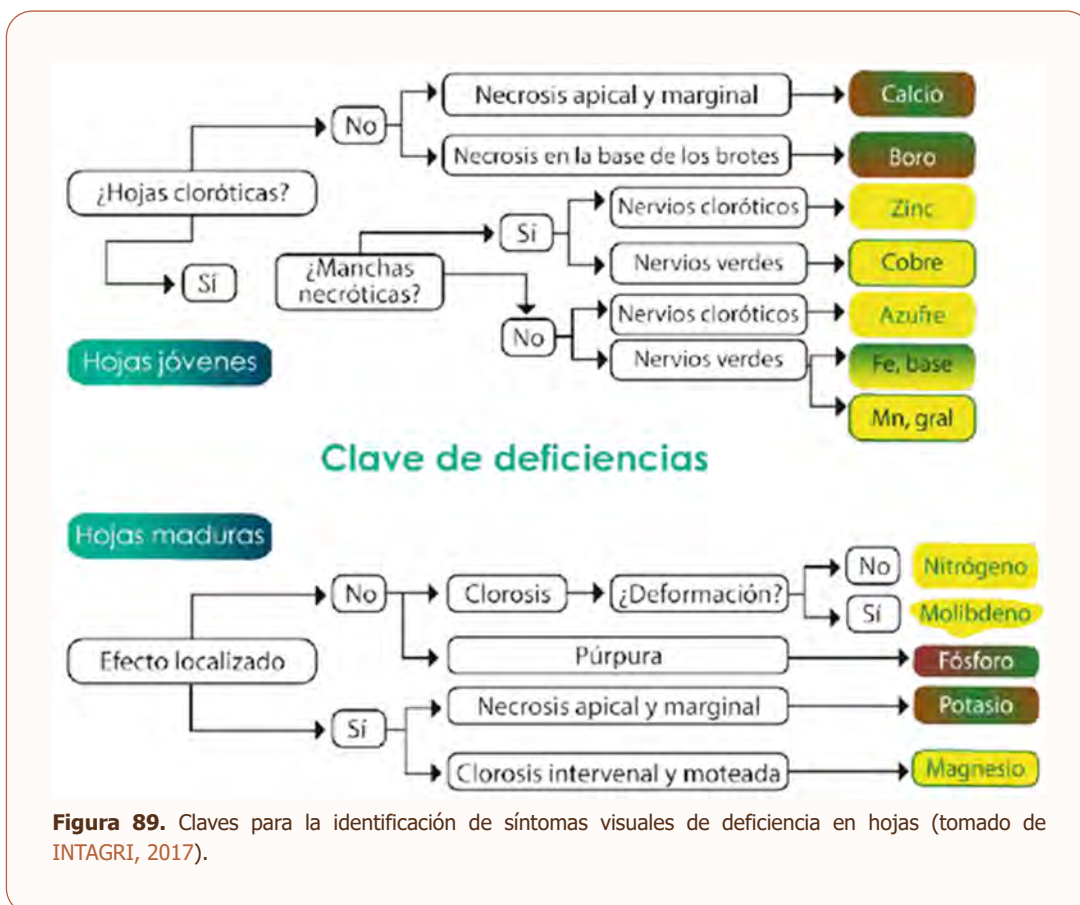 Necrosis apical y marginal
Calcio
No
Necrosis en la base de los brotes
Boro
¿Hojas cloróticas?
Nervios cloróticos
Zinc
Sí
Sí
¿Manchas
necróticas?
Nervios verdes
Cobre
Nervios cloróticos
Azufre
No
Hojas jóvenes
Nervios verdes
Fe, base
Mn, gral
Clave de deficiencias
Hojas maduras
No
Nitrógeno
No
Clorosis
¿Deformación?
Sí
Molibdeno
Efecto localizado
Púrpura
Fósforo
Necrosis apical y marginal
Potasio
Sí
Clorosis intervenal y moteada
Magnesio
Figura 89. Claves para la identificación de síntomas visuales de deficiencia en hojas (tomado de
INTAGRI, 2017).